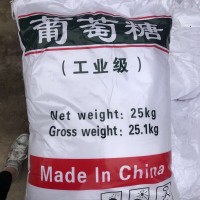 葡萄糖
(工业级)
Net weight: 25kg
Gross weight: 25.1kg
Made In China